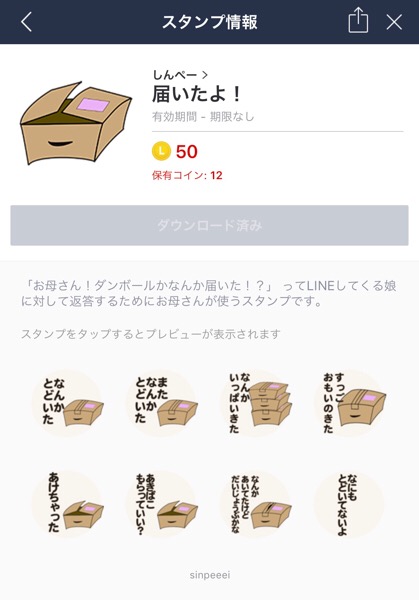 スタンプ情報
しんぺー >
届いたよ！
有効期間 - 期限なし
L 50
保有コイン: 12
ダウンロード済み
「お母さん！ダンボールかなんか届いた！？」 ってLINEしてくる娘
に対して返答するためにお母さんが使うスタンプです。
スタンプをタップするとプレビューが表示されます
なんか
とどいた
また
なんか
とどいた
なんか
いっぱいきた
すっご
おもいのきた
あけちゃった
あきばこ
もらっていい？
なんか
あいてたけど
だいじょうぶかな
なにも
とどいてないよ
sinpeeei